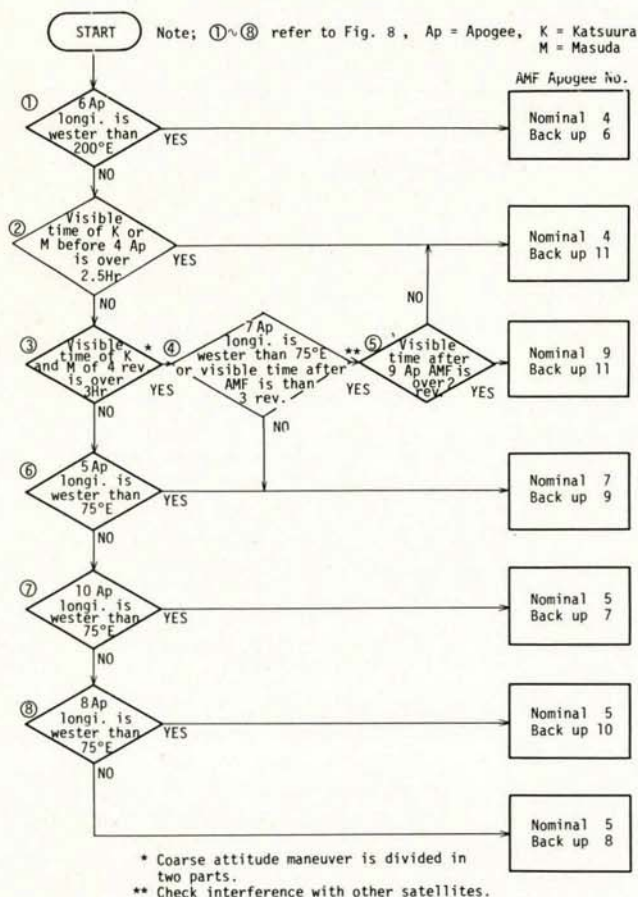 START
Note; ①~⑧ refer to Fig. 8 , Ap = Apogee, K = Katsuura
M = Masuda
AMF Apogee No.
①
6 Ap
longi. is
wester than
200°E
YES
NO
Nominal 4
Back up 6
②
Visible
time of K or
M before 4 Ap
is over
2.5Hr
YES
NO
Nominal 4
Back up 11
③
Visible
time of K
and M of 4 rev
is over
3Hr
*
YES
NO
④
7 Ap
longi. is
wester than 75°E
or visible time after
AMF is than
3 rev.
**
YES
NO
⑤
Visible
time after
9 Ap AMF is
over 2
rev.
NO
YES
Nominal 9
Back up 11
⑥
5 Ap
longi. is
wester than
75°E
YES
NO
Nominal 7
Back up 9
⑦
10 Ap
longi. is
wester than
75°E
YES
NO
Nominal 5
Back up 7
⑧
8 Ap
longi. is
wester than
75°E
YES
NO
Nominal 5
Back up 10
Nominal 5
Back up 8
* Coarse attitude maneuver is divided in
two parts.
** Check interference with other satellites.